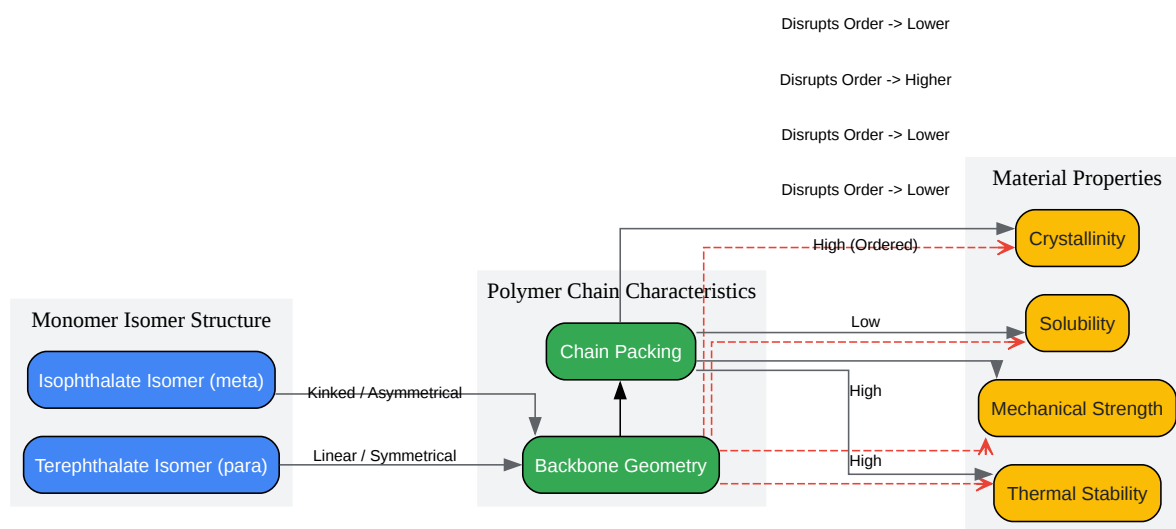 Disrupts Order -> Lower
Disrupts Order -> Higher
Disrupts Order -> Lower
Disrupts Order -> Lower
Material Properties
Crystallinity
High (Ordered)
Polymer Chain Characteristics
Monomer Isomer Structure
Low
Solubility
Chain Packing
Isophthalate Isomer (meta)
Kinked / Asymmetrical
High
Mechanical Strength
Terephthalate Isomer (para)
Linear / Symmetrical
Backbone Geometry
High
Thermal Stability